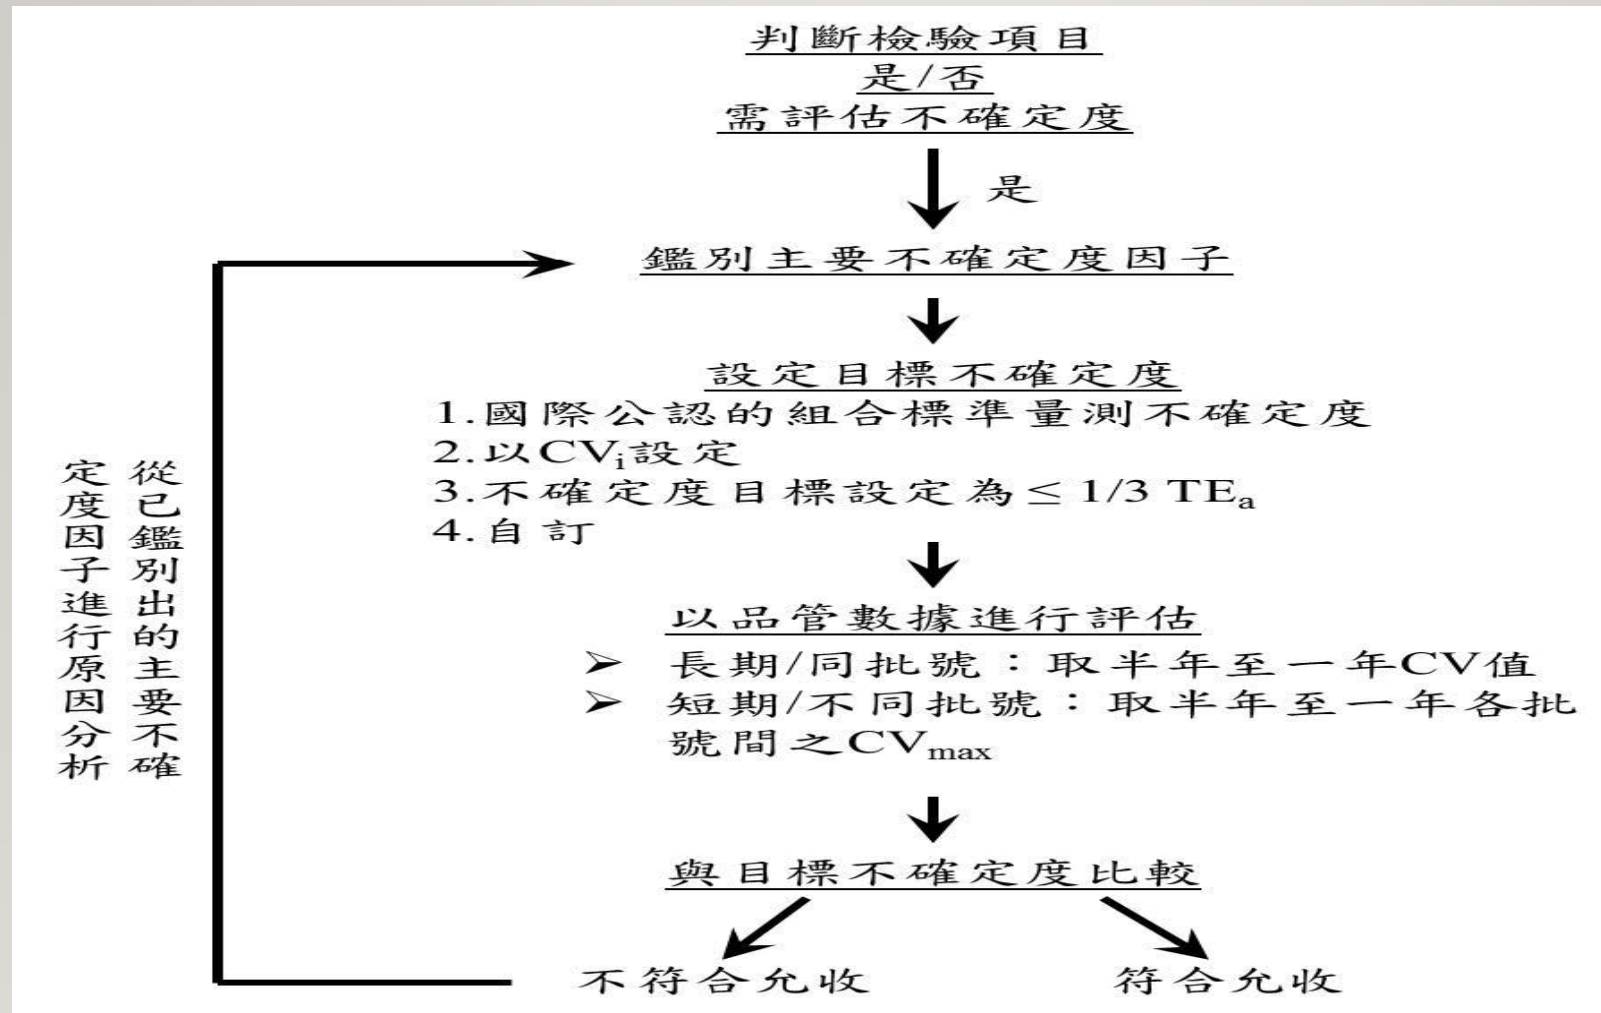 判斷檢驗項目
是/否
需評估不確定度
是
鑑別主要不確定度因子
設定目標不確定度
1.國際公認的組合標準量測不確定度
2.以CVi設定
3.不確定度目標設定為≤ 1/3 TEa
4.自訂
以品管數據進行評估
➢ 長期/同批號：取半年至一年CV值
➢ 短期/不同批號：取半年至一年各批
號間之CVmax
與目標不確定度比較
不符合允收
符合允收
從已鑑別出的主要不確
定度因子進行原因分析